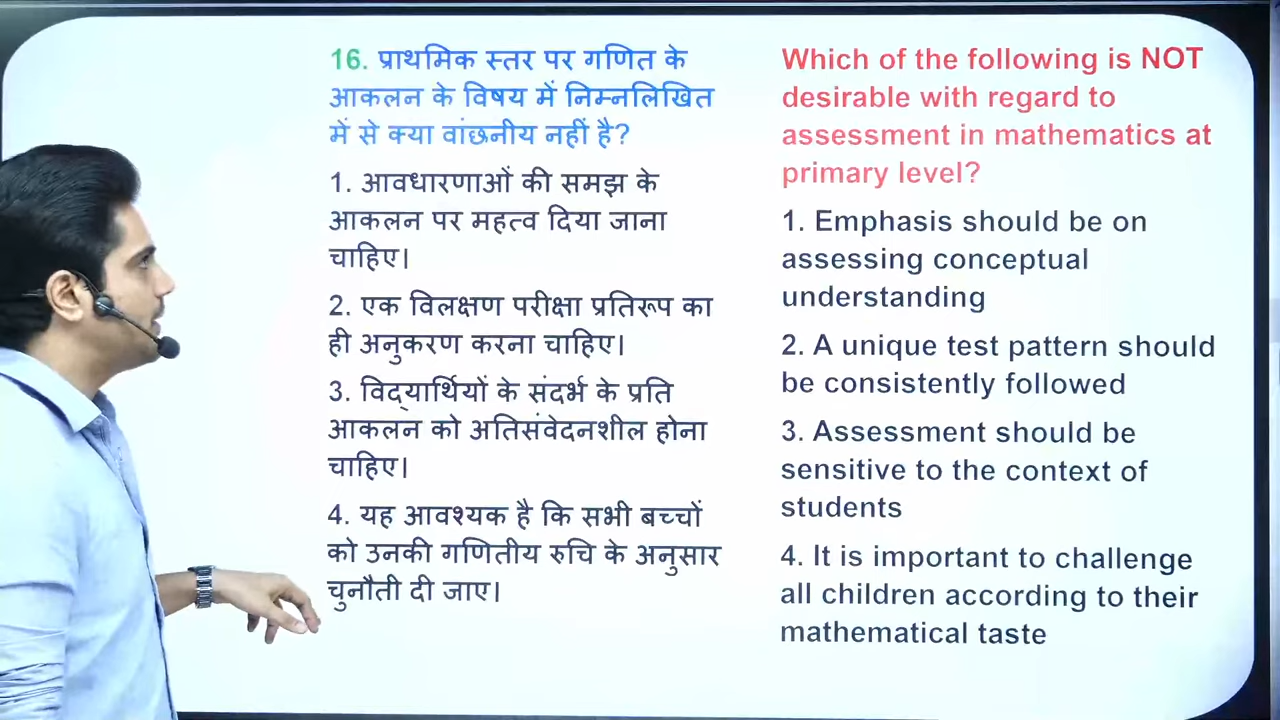 16. प्राथमिक स्तर पर गणित के
आकलन के विषय में निम्नलिखित
में से क्या वांछनीय नहीं है?
1. आवधारणाओं की समझ के
आकलन पर महत्व दिया जाना
चाहिए।
2. एक विलक्षण परीक्षा प्रतिरूप का
ही अनुकरण करना चाहिए।
3. विद्‌यार्थियों के संदर्भ के प्रति
आकलन को अतिसंवेदनशील होना
चाहिए।
4. यह आवश्यक है कि सभी बच्चों
को उनकी गणितीय रुचि के अनुसार
चुनौती दी जाए।
Which of the following is NOT
desirable with regard to
assessment in mathematics at
primary level?
1. Emphasis should be on
assessing conceptual
understanding
2. A unique test pattern should
be consistently followed
3. Assessment should be
sensitive to the context of
students
4. It is important to challenge
all children according to their
mathematical taste